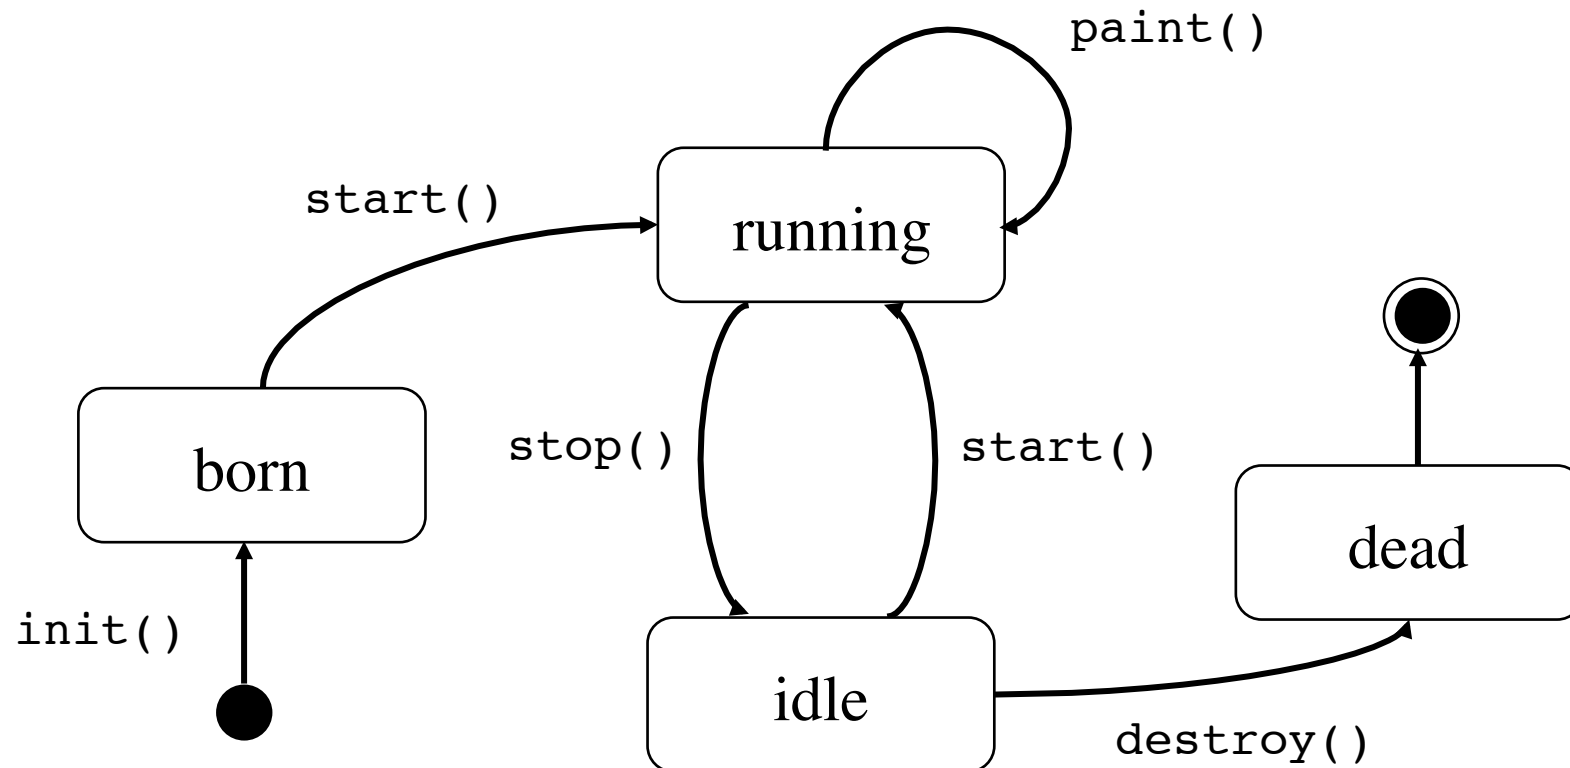 paint()
start()
running
stop()
start()
born
dead
init()
idle
destroy()